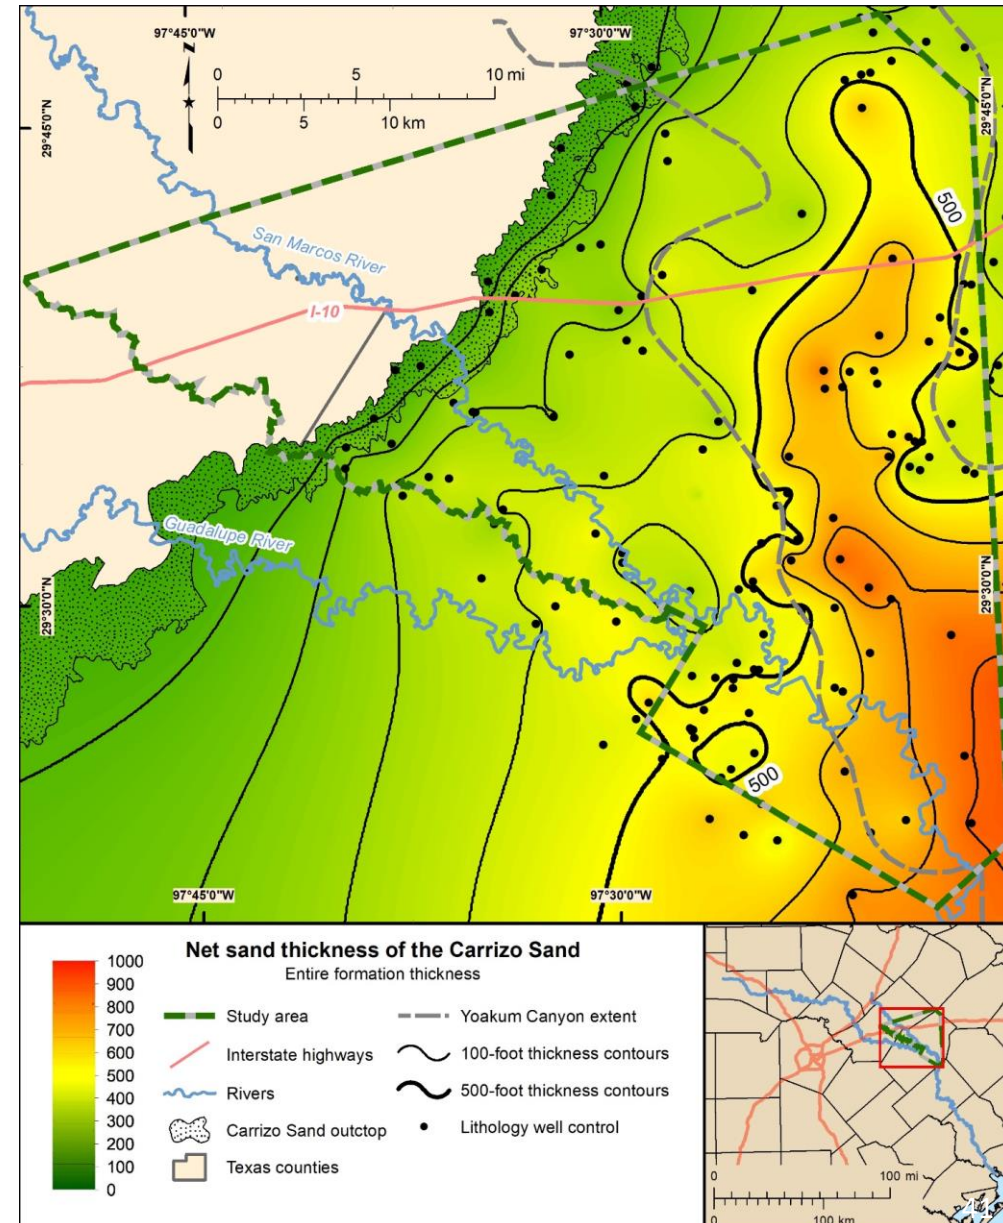 97°45'0"W
97°30'0"W
0 5 10 mi
0 5 10 km
29°45'0"N
29°45'0"N
500
San Marcos River
I-10
Guadalupe River
29°30'0"N
29°30'0"N
500
97°45'0"W
97°30'0"W
Net sand thickness of the Carrizo Sand
Entire formation thickness
1000
900
800
700
600
500
400
300
200
100
0
Study area
Interstate highways
Rivers
Carrizo Sand outctop
Texas counties
Yoakum Canyon extent
100-foot thickness contours
500-foot thickness contours
Lithology well control
0 100 mi
0 100 km
41